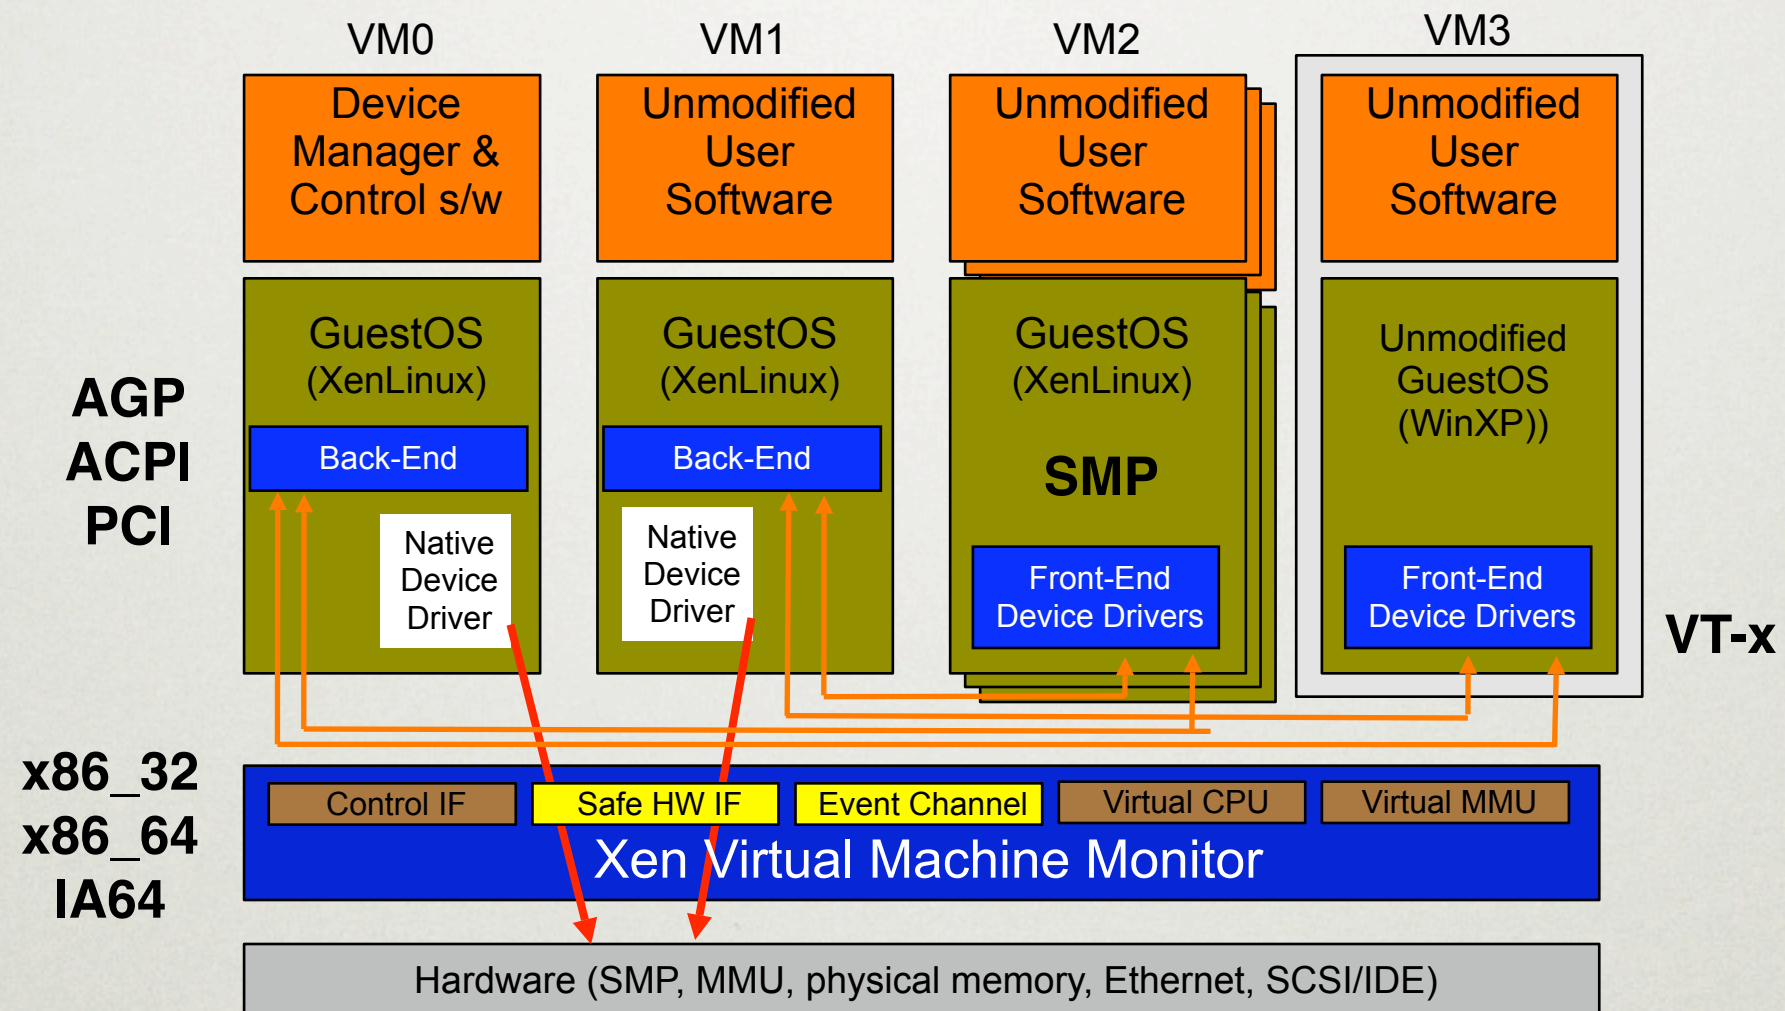 VM0
VM1
VM2
VM3
Device
Manager &
Control s/w
Unmodified
User
Software
Unmodified
User
Software
Unmodified
User
Software
GuestOS
(XenLinux)
Back-End
Native
Device
Driver
GuestOS
(XenLinux)
Back-End
Native
Device
Driver
GuestOS
(XenLinux)
SMP
Front-End
Device Drivers
Unmodified
GuestOS
(WinXP))
Front-End
Device Drivers
AGP
ACPI
PCI
VT-x
x86_32
x86_64
IA64
Control IF
Safe HW IF
Event Channel
Virtual CPU
Virtual MMU
Xen Virtual Machine Monitor
Hardware (SMP, MMU, physical memory, Ethernet, SCSI/IDE)